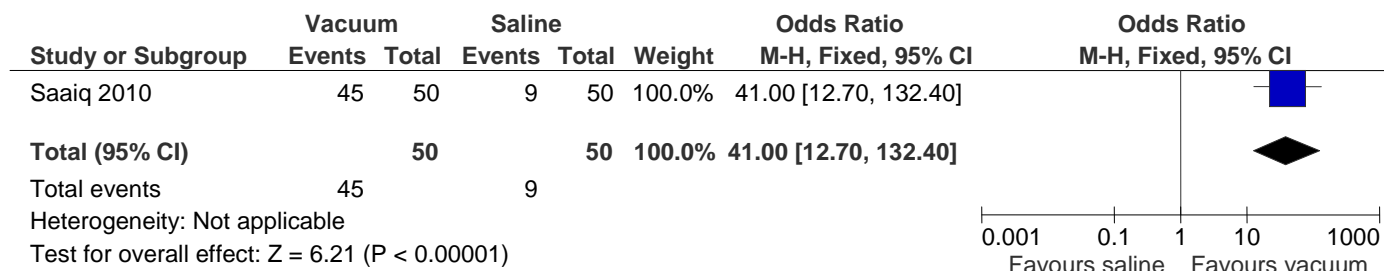 Vacuum Saline Odds Ratio Odds Ratio
Study or Subgroup Events Total Events Total Weight M-H, Fixed, 95% CI M-H, Fixed, 95% CI
Saaiq 2010 45 50 9 50 100.0% 41.00 [12.70, 132.40]
Total (95% CI) 50 50 100.0% 41.00 [12.70, 132.40]
Total events 45 9
Heterogeneity: Not applicable
Test for overall effect: Z = 6.21 (P < 0.00001)
0.001 0.1 1 10 1000
Favours saline Favours vacuum